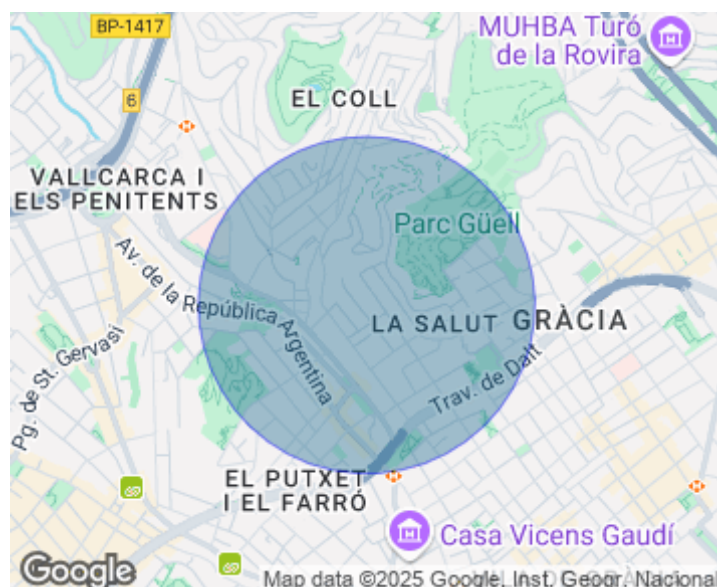 BP-1417
MUHBA Turó
de la Rovira
6
EL COLL
VALLCARCA I
ELS PENITENTS
Parc Güell
Av. de la República Argentina
LA SALUT
GRÀCIA
Trav. de Dalt
Pg. de St. Gervasi
EL PUTXET
I EL FARRÓ
Casa Vicens Gaudí
Google
Map data ©2025 Google, Inst. Geogr. Nacional